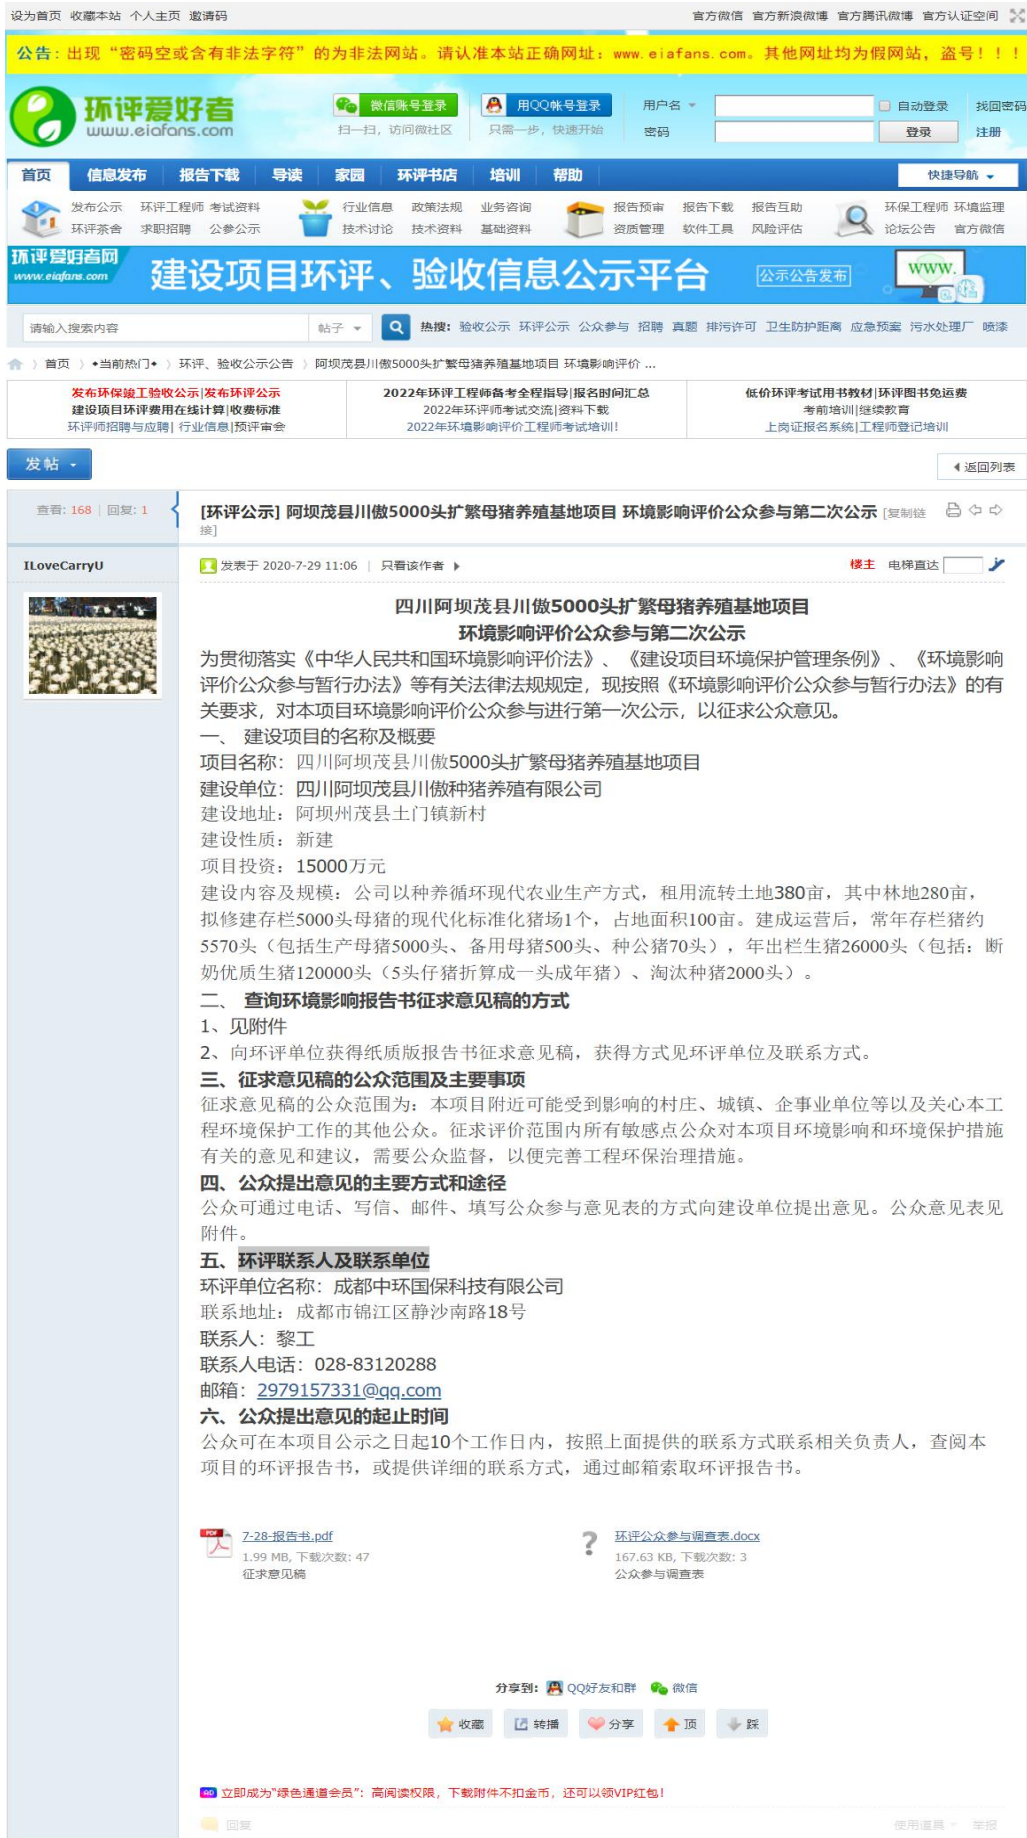 设为首页 收藏本站 个人主页 邀请码 官方微信 官方新浪微博 官方腾讯微博 官方认证空间
公告：出现“密码空或含有非法字符”的为非法网站。请认准本站正确网址：www.eiafans.com。其他网址均为假网站，盗号！！！
环评爱好者
www.eiafans.com
微信账号登录 用QQ帐号登录 用户名 自动登录 找回密码
扫一扫，访问微社区 只需一步，快速开始 密码 登录 注册
首页 信息发布 报告下载 导读 家园 环评书店 培训 帮助 快捷导航
发布公示 环评工程师 考试资料 行业信息 政策法规 业务咨询 报告预审 报告下载 报告互助 环保工程师 环境监理
环评茶舍 求职招聘 公参公示 技术讨论 技术资料 基础资料 资质管理 软件工具 风险评估 论坛公告 官方微信
环评爱好者网
www.eiafans.com
建设项目环评、验收信息公示平台 公示公告发布 WWW.
请输入搜索内容 帖子 热搜: 验收公示 环评公示 公众参与 招聘 真题 排污许可 卫生防护距离 应急预案 污水处理厂 喷漆
首页 〉 ◆当前热门◆ 〉 环评、验收公示公告 〉 阿坝茂县川傲5000头扩繁母猪养殖基地项目 环境影响评价 ...
发布环保竣工验收公示|发布环评公示 2022年环评工程师备考全程指导|报名时间汇总 低价环评考试用书教材|环评图书免运费
建设项目环评费用在线计算|收费标准 2022年环评师考试交流|资料下载 考前培训|继续教育
环评师招聘与应聘| 行业信息|预评审会 2022年环境影响评价工程师考试培训! 上岗证报名系统|工程师登记培训
发帖 返回列表
查看: 168 | 回复: 1 [环评公示] 阿坝茂县川傲5000头扩繁母猪养殖基地项目 环境影响评价公众参与第二次公示 [复制链
接]
ILoveCarryU 发表于 2020-7-29 11:06 | 只看该作者 楼主 电梯直达
四川阿坝茂县川傲5000头扩繁母猪养殖基地项目
环境影响评价公众参与第二次公示
为贯彻落实《中华人民共和国环境影响评价法》、《建设项目环境保护管理条例》、《环境影响
评价公众参与暂行办法》等有关法律法规规定，现按照《环境影响评价公众参与暂行办法》的有
关要求，对本项目环境影响评价公众参与进行第一次公示，以征求公众意见。
一、 建设项目的名称及概要
项目名称：四川阿坝茂县川傲5000头扩繁母猪养殖基地项目
建设单位：四川阿坝茂县川傲种猪养殖有限公司
建设地址：阿坝州茂县土门镇新村
建设性质：新建
项目投资：15000万元
建设内容及规模：公司以种养循环现代农业生产方式，租用流转土地380亩，其中林地280亩，
拟修建存栏5000头母猪的现代化标准化猪场1个，占地面积100亩。建成运营后，常年存栏猪约
5570头（包括生产母猪5000头、备用母猪500头、种公猪70头），年出栏生猪26000头（包括：断
奶优质生猪120000头（5头仔猪折算成一头成年猪）、淘汰种猪2000头）。
二、 查询环境影响报告书征求意见稿的方式
1、见附件
2、向环评单位获得纸质版报告书征求意见稿，获得方式见环评单位及联系方式。
三、征求意见稿的公众范围及主要事项
征求意见稿的公众范围为：本项目附近可能受到影响的村庄、城镇、企事业单位等以及关心本工
程环境保护工作的其他公众。征求评价范围内所有敏感点公众对本项目环境影响和环境保护措施
有关的意见和建议，需要公众监督，以便完善工程环保治理措施。
四、公众提出意见的主要方式和途径
公众可通过电话、写信、邮件、填写公众参与意见表的方式向建设单位提出意见。公众意见表见
附件。
五、环评联系人及联系单位
环评单位名称：成都中环国保科技有限公司
联系地址：成都市锦江区静沙南路18号
联系人：黎工
联系人电话：028-83120288
邮箱：2979157331@qq.com
六、公众提出意见的起止时间
公众可在本项目公示之日起10个工作日内，按照上面提供的联系方式联系相关负责人，查阅本
项目的环评报告书，或提供详细的联系方式，通过邮箱索取环评报告书。
7-28-报告书.pdf 环评公众参与调查表.docx
1.99 MB, 下载次数: 47 167.63 KB, 下载次数: 3
征求意见稿 公众参与调查表
分享到: QQ好友和群 微信
收藏 转播 分享 顶 踩
AD 立即成为“绿色通道会员”：高阅读权限，下载附件不扣金币，还可以领VIP红包!
回复 使用道具 举报